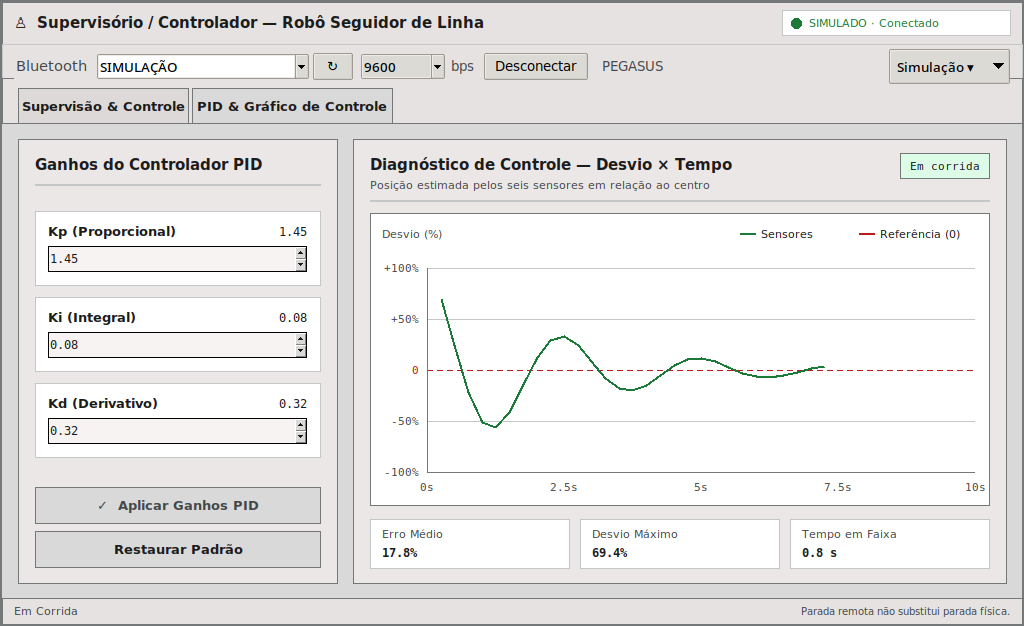 Supervisório / Controlador — Robô Seguidor de Linha
SIMULADO · Conectado
Bluetooth SIMULAÇÃO 9600 bps Desconectar PEGASUS Simulação
Supervisão & Controle PID & Gráfico de Controle
Ganhos do Controlador PID
Kp (Proporcional) 1.45
1.45
Ki (Integral) 0.08
0.08
Kd (Derivativo) 0.32
0.32
✓ Aplicar Ganhos PID
Restaurar Padrão
Diagnóstico de Controle — Desvio × Tempo
Posição estimada pelos seis sensores em relação ao centro
Em corrida
Desvio (%)
Sensores Referência (0)
+100%
+50%
0
-50%
-100%
0s 2.5s 5s 7.5s 10s
Erro Médio
17.8%
Desvio Máximo
69.4%
Tempo em Faixa
0.8 s
Em Corrida
Parada remota não substitui parada física.